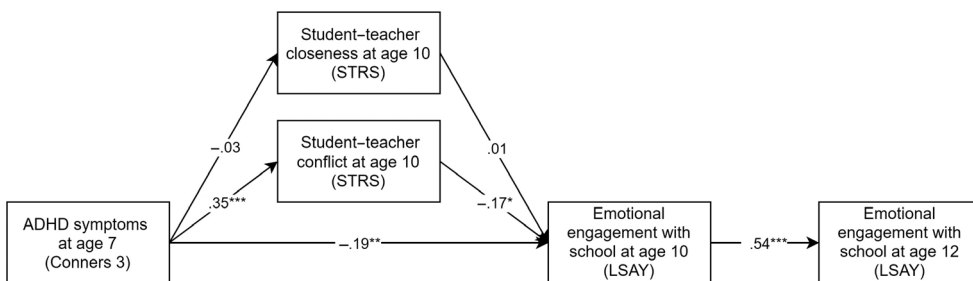 Student–teacher
closeness at age 10
(STRS)
–.03
.01
Student–teacher
conflict at age 10
(STRS)
.35***
–.17*
ADHD symptoms
at age 7
(Conners 3)
–.19**
Emotional
engagement with
school at age 10
(LSAY)
.54***
Emotional
engagement with
school at age 12
(LSAY)